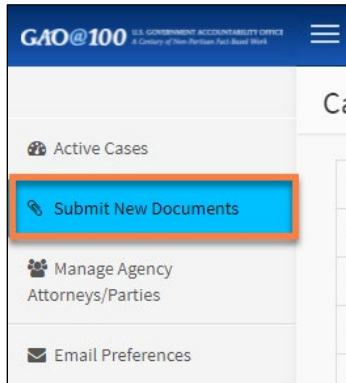 GAO@100 U.S. GOVERNMENT ACCOUNTABILITY OFFICE
A Century of Non-Partisan Fact-Based Work
Ca
Active Cases
Submit New Documents
Manage Agency
Attorneys/Parties
Email Preferences